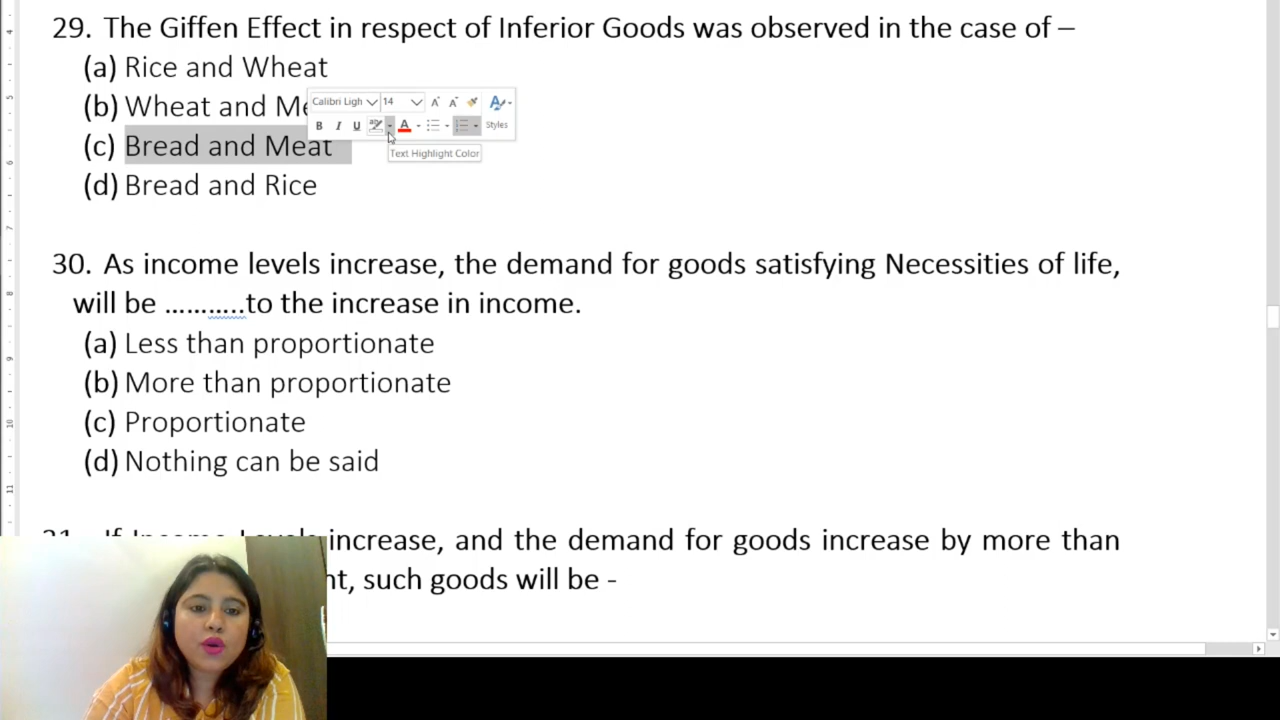 29. The Giffen Effect in respect of Inferior Goods was observed in the case of –
(a) Rice and Wheat
(b) Wheat and
Calibri Ligh 14
B I U Styles
(c) Bread and Meat
Text Highlight Color
(d) Bread and Rice
30. As income levels increase, the demand for goods satisfying Necessities of life,
will be ...........to the increase in income.
(a) Less than proportionate
(b) More than proportionate
(c) Proportionate
(d) Nothing can be said
increase, and the demand for goods increase by more than
such goods will be -